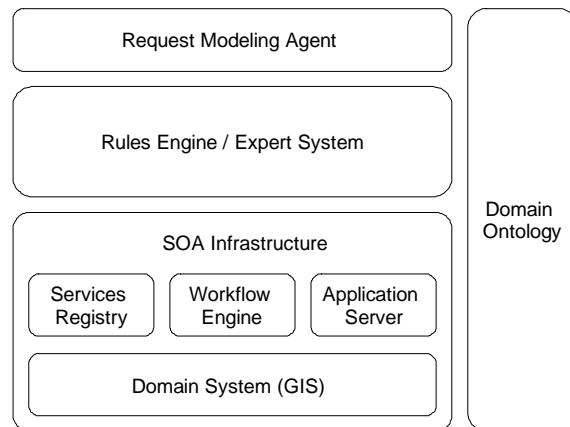 Request Modeling Agent
Rules Engine / Expert System
SOA Infrastructure
Services
Registry
Workflow
Engine
Application
Server
Domain System (GIS)
Domain
Ontology